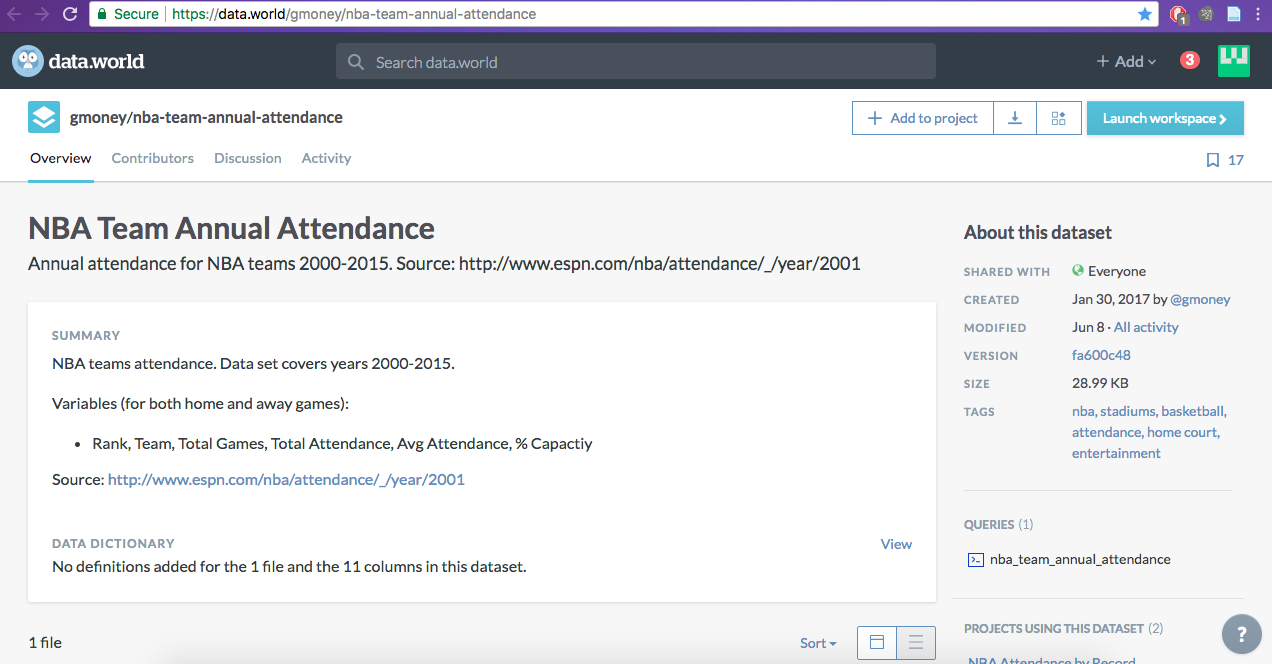 Secure https://data.world/gmoney/nba-team-annual-attendance
1
data.world
Search data.world
+ Add
3
gmoney/nba-team-annual-attendance
+ Add to project
Launch workspace
Overview Contributors Discussion Activity
17
NBA Team Annual Attendance
Annual attendance for NBA teams 2000-2015. Source: http://www.espn.com/nba/attendance/_/year/2001
SUMMARY
NBA teams attendance. Data set covers years 2000-2015.
Variables (for both home and away games):
• Rank, Team, Total Games, Total Attendance, Avg Attendance, % Capactiy
Source: http://www.espn.com/nba/attendance/_/year/2001
DATA DICTIONARY
View
No definitions added for the 1 file and the 11 columns in this dataset.
1 file
Sort
About this dataset
SHARED WITH Everyone
CREATED Jan 30, 2017 by @gmoney
MODIFIED Jun 8 · All activity
VERSION fa600c48
SIZE 28.99 KB
TAGS nba, stadiums, basketball,
attendance, home court,
entertainment
QUERIES (1)
nba_team_annual_attendance
PROJECTS USING THIS DATASET (2)
NBA Attendance by Record
?